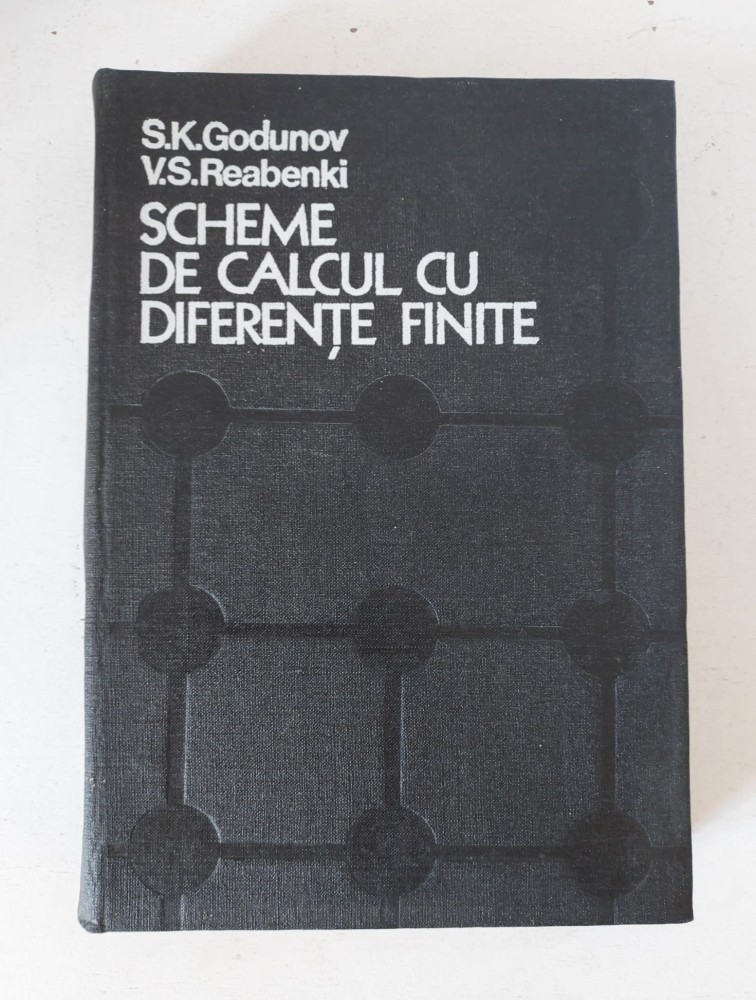 S.K.Godunov
V.S.Reabenki
SCHEME
DE CALCUL CU
DIFERENȚE FINITE